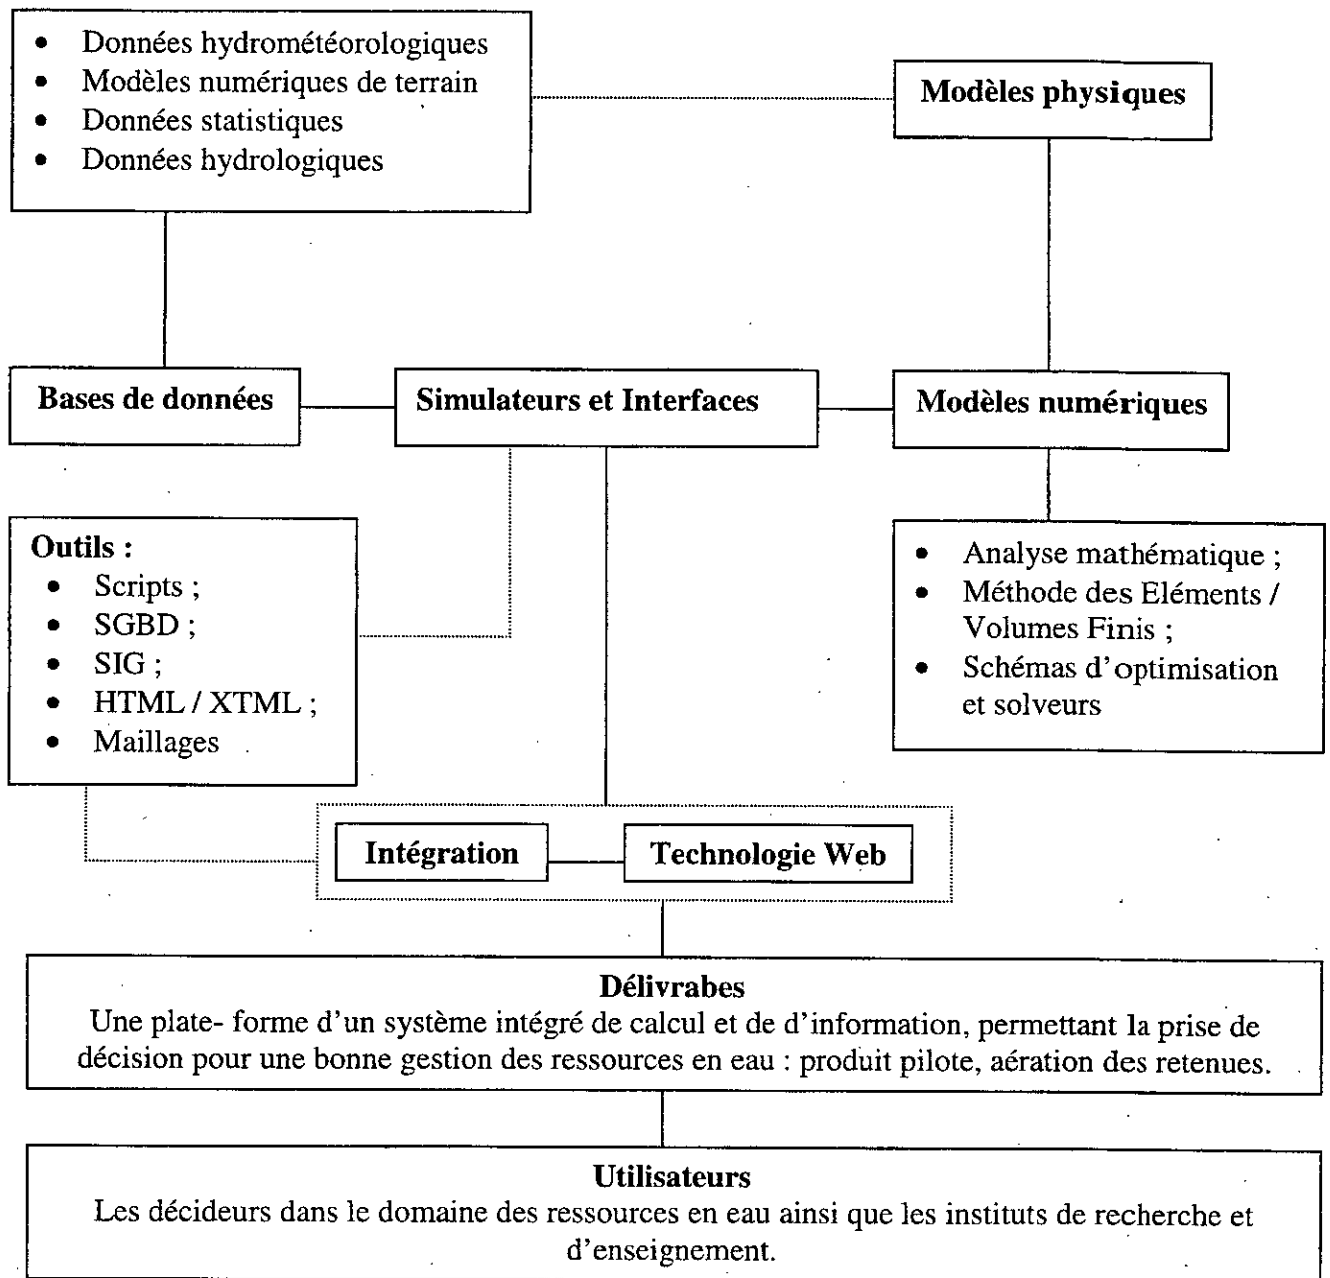 • Données hydrométéorologiques
• Modèles numériques de terrain
• Données statistiques
• Données hydrologiques
Modèles physiques
Bases de données
Simulateurs et Interfaces
Modèles numériques
Outils :
• Scripts ;
• SGBD ;
• SIG ;
• HTML / XTML ;
• Maillages
• Analyse mathématique ;
• Méthode des Eléments /
Volumes Finis ;
• Schémas d'optimisation
et solveurs
Intégration
Technologie Web
Délivrabes
Une plate- forme d'un système intégré de calcul et de d'information, permettant la prise de
décision pour une bonne gestion des ressources en eau : produit pilote, aération des retenues.
Utilisateurs
Les décideurs dans le domaine des ressources en eau ainsi que les instituts de recherche et
d'enseignement.